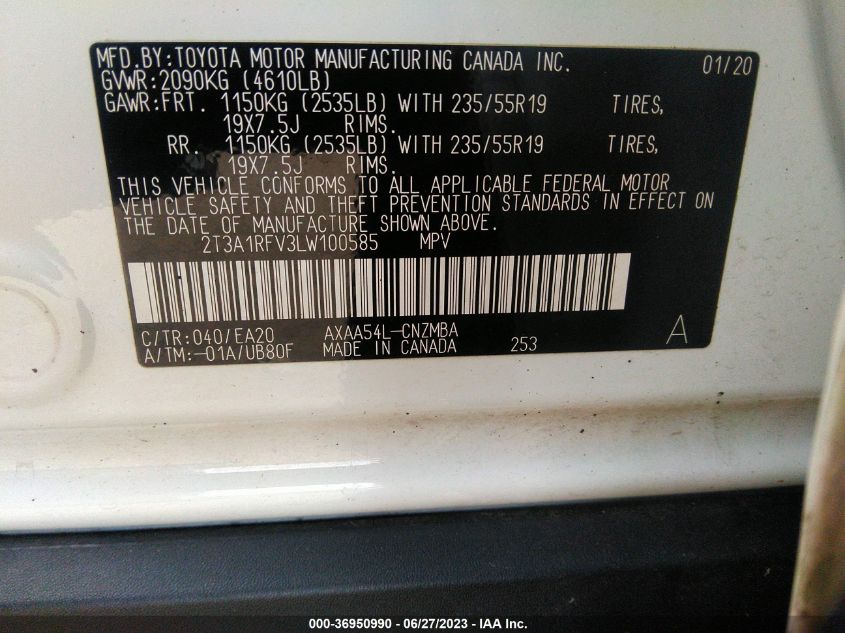 MFD.BY:TOYOTA MOTOR MANUFACTURING CANADA INC. 01/20
GVWR:2090KG (4610LB)
GAWR:FRT. 1150KG (2535LB) WITH 235/55R19 TIRES,
19X7.5J RIMS.
RR. 1150KG (2535LB) WITH 235/55R19 TIRES,
19X7.5J RIMS.
THIS VEHICLE CONFORMS TO ALL APPLICABLE FEDERAL MOTOR
VEHICLE SAFETY AND THEFT PREVENTION STANDARDS IN EFFECT ON
THE DATE OF MANUFACTURE SHOWN ABOVE.
2T3A1RFV3LW100585 MPV
C/TR:040/EA20 AXAA54L-CNZMBA A
A/TM:-01A/UB80F MADE IN CANADA 253
000-36950990 - 06/27/2023 - IAA Inc.